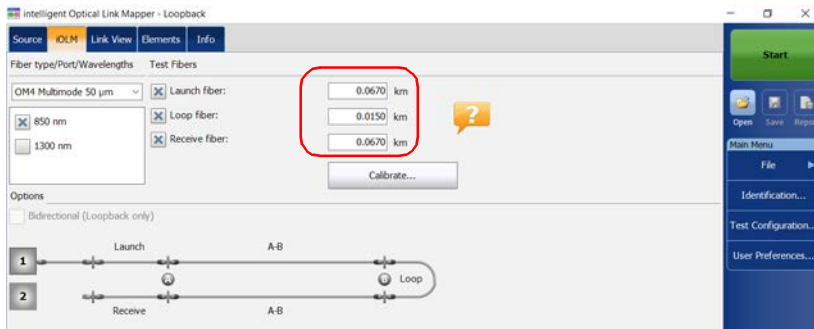 intelligent Optical Link Mapper - Loopback
Source iOLM Link View Elements Info
Fiber type/Port/Wavelengths Test Fibers
OM4 Multimode 50 µm
850 nm
1300 nm
Launch fiber: 0.0670 km
Loop fiber: 0.0150 km
Receive fiber: 0.0670 km
?
Calibrate...
Options
Bidirectional (Loopback only)
Launch A-B
1
A B Loop
2
Receive A-B
Start
Open Save
Main Menu
File
Identification...
Test Configuration..
User Preferences...